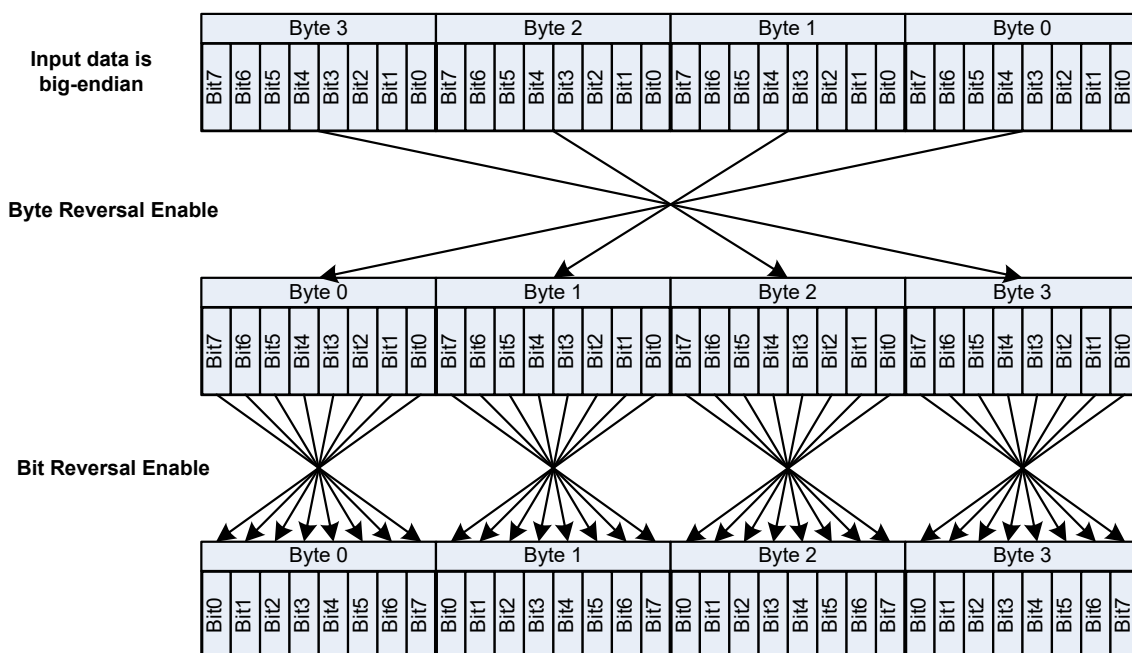 Byte 3 Byte 2 Byte 1 Byte 0
Input data is
big-endian
Bit7 Bit6 Bit5 Bit4 Bit3 Bit2 Bit1 Bit0 Bit7 Bit6 Bit5 Bit4 Bit3 Bit2 Bit1 Bit0 Bit7 Bit6 Bit5 Bit4 Bit3 Bit2 Bit1 Bit0 Bit7 Bit6 Bit5 Bit4 Bit3 Bit2 Bit1 Bit0
Byte Reversal Enable
Byte 0 Byte 1 Byte 2 Byte 3
Bit7 Bit6 Bit5 Bit4 Bit3 Bit2 Bit1 Bit0 Bit7 Bit6 Bit5 Bit4 Bit3 Bit2 Bit1 Bit0 Bit7 Bit6 Bit5 Bit4 Bit3 Bit2 Bit1 Bit0 Bit7 Bit6 Bit5 Bit4 Bit3 Bit2 Bit1 Bit0
Bit Reversal Enable
Byte 0 Byte 1 Byte 2 Byte 3
Bit0 Bit1 Bit2 Bit3 Bit4 Bit5 Bit6 Bit7 Bit0 Bit1 Bit2 Bit3 Bit4 Bit5 Bit6 Bit7 Bit0 Bit1 Bit2 Bit3 Bit4 Bit5 Bit6 Bit7 Bit0 Bit1 Bit2 Bit3 Bit4 Bit5 Bit6 Bit7